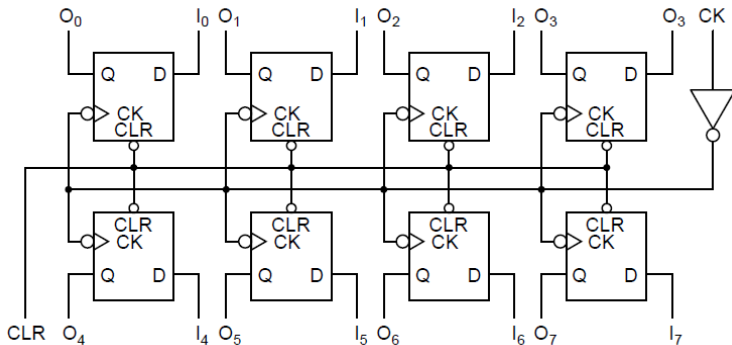 O₀ I₀ O₁ I₁ O₂ I₂ O₃ O₃ CK
Q D Q D Q D Q D
CK CK CK CK
CLR CLR CLR CLR
CLR CLR CLR CLR
CK CK CK CK
Q D Q D Q D Q D
CLR O₄ I₄ O₅ I₅ O₆ I₆ O₇ I₇